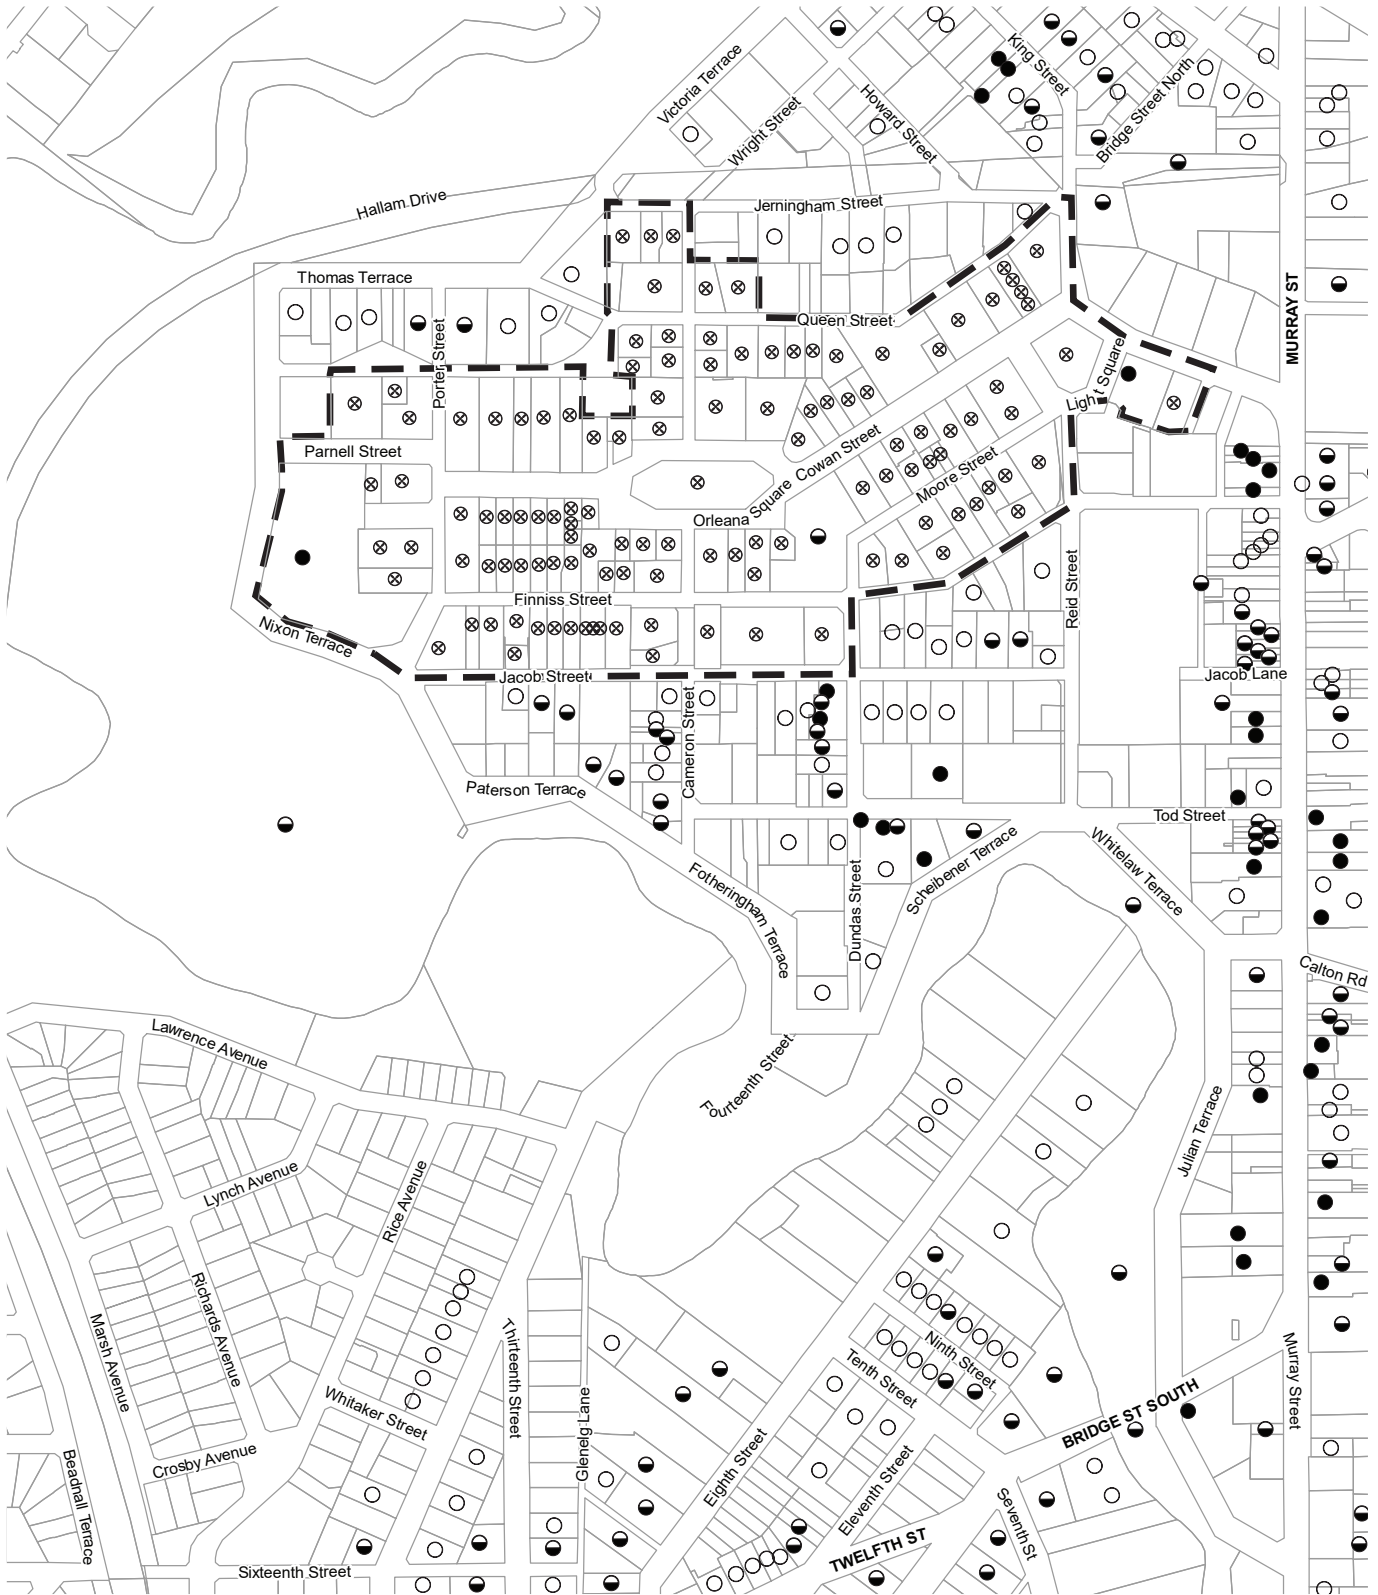 King Street
Victoria Terrace
Howard Street
Bridge Street North
Wright Street
Hallam Drive
Jerningham Street
Thomas Terrace
MURRAY ST
Queen Street
Porter Street
Light Square
Parnell Street
Cowan Street
Moore Street
Orleana Square
Reid Street
Finniss Street
Nixon Terrace
Jacob Street
Jacob Lane
Cameron Street
Paterson Terrace
Tod Street
Whitelaw Terrace
Scheibener Terrace
Dundas Street
Fotheringham Terrace
Calton Rd
Lawrence Avenue
Fourteenth Street
Julian Terrace
Lynch Avenue
Rice Avenue
Richards Avenue
Marsh Avenue
Thirteenth Street
Ninth Street
Tenth Street
Murray Street
Whitaker Street
Glenelg Lane
BRIDGE ST SOUTH
Crosby Avenue
Beadnall Terrace
Eighth Street
Eleventh Street
Seventh St
TWELFTH ST
Sixteenth Street